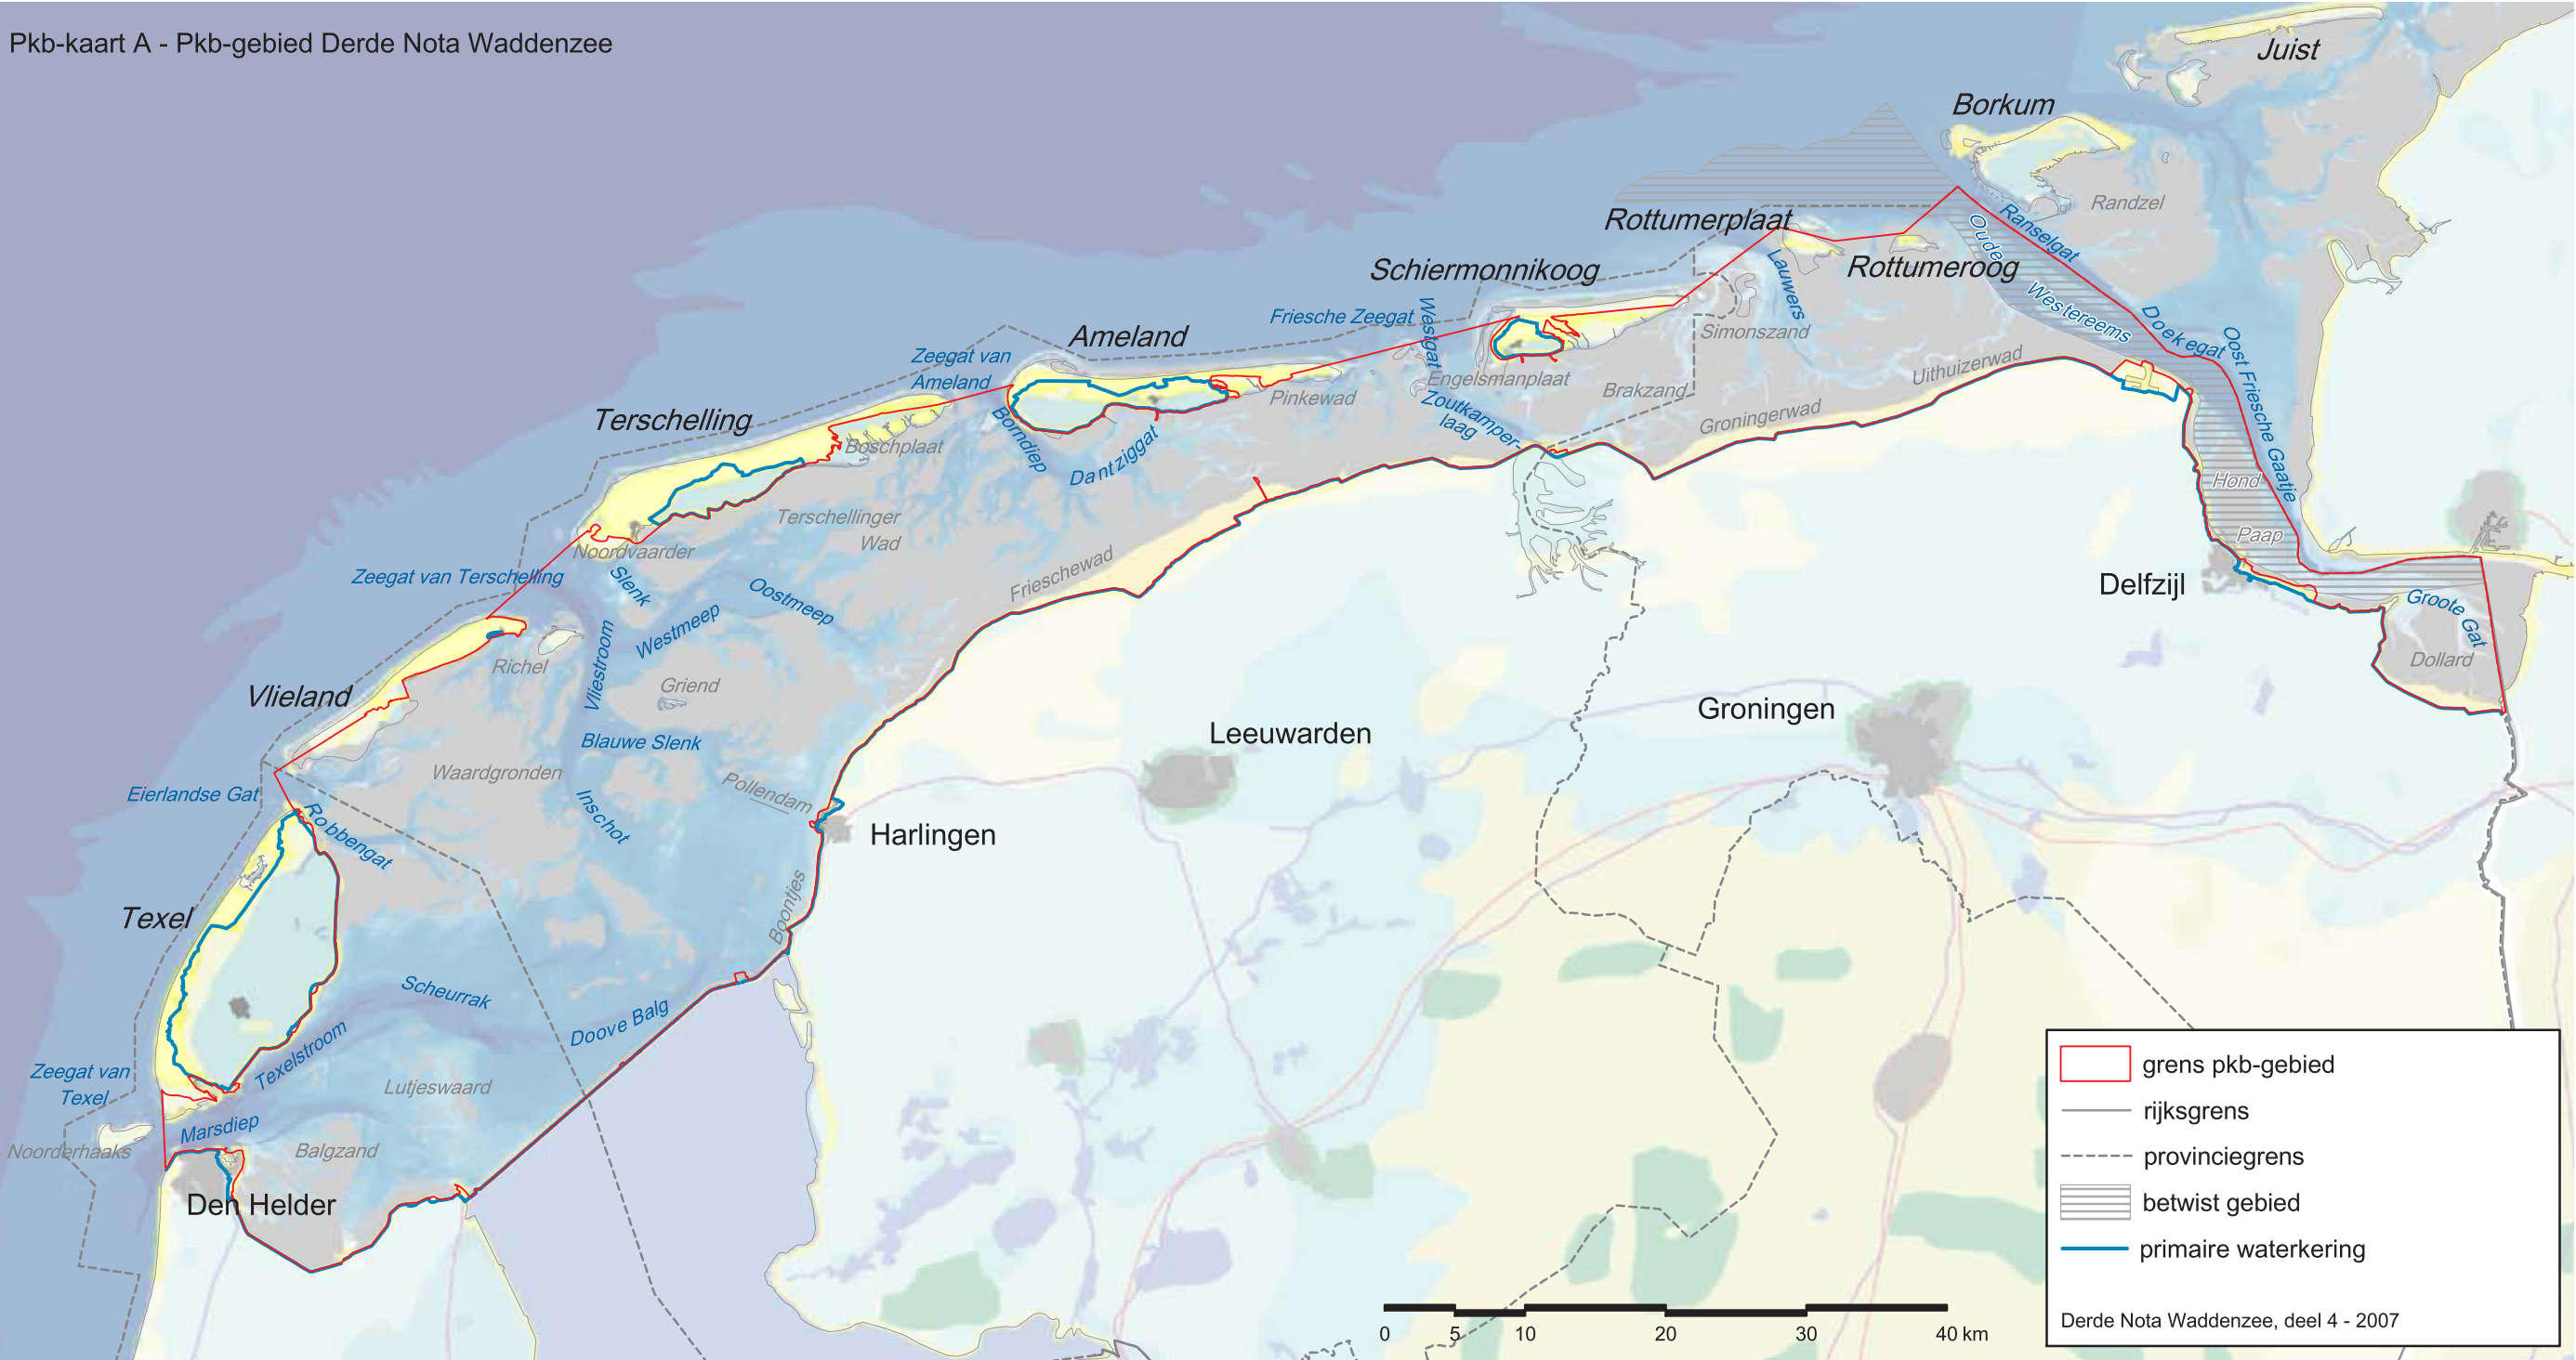 Pkb-kaart A - Pkb-gebied Derde Nota Waddenzee
Juist
Borkum
Randzel
Rottumerplaat
Ranselgat
Oude
Westereems
Rottumeroog
Lauwers
Schiermonnikoog
Simonszand
Doekegat
Oost Friesche Gaatje
Friesche Zeegat
Westgat
Ameland
Zeegat van
Ameland
Engelsmanplaat
Brakzand
Uithuizerwad
Pinkewad
Zoutkamper-
laag
Groningerwad
Terschelling
Boschplaat
Borndiep
Dantziggat
Hond
Paap
Terschellinger
Wad
Noordvaarder
Zeegat van Terschelling
Slenk
Oostmeep
Westmeep
Frieschewad
Delfzijl
Groote
Gat
Dollard
Vliestroom
Richel
Griend
Vlieland
Groningen
Leeuwarden
Blauwe Slenk
Waardgronden
Pollendam
Inschot
Eierlandse Gat
Robbengat
Harlingen
Boontjes
Texel
Scheurrak
Doove Balg
Texelstroom
Zeegat van
Texel
Lutjeswaard
Marsdiep
Noorderhaaks
Balgzand
Den Helder
grens pkb-gebied
rijksgrens
provinciegrens
betwist gebied
primaire waterkering
Derde Nota Waddenzee, deel 4 - 2007
0 5 10 20 30 40 km